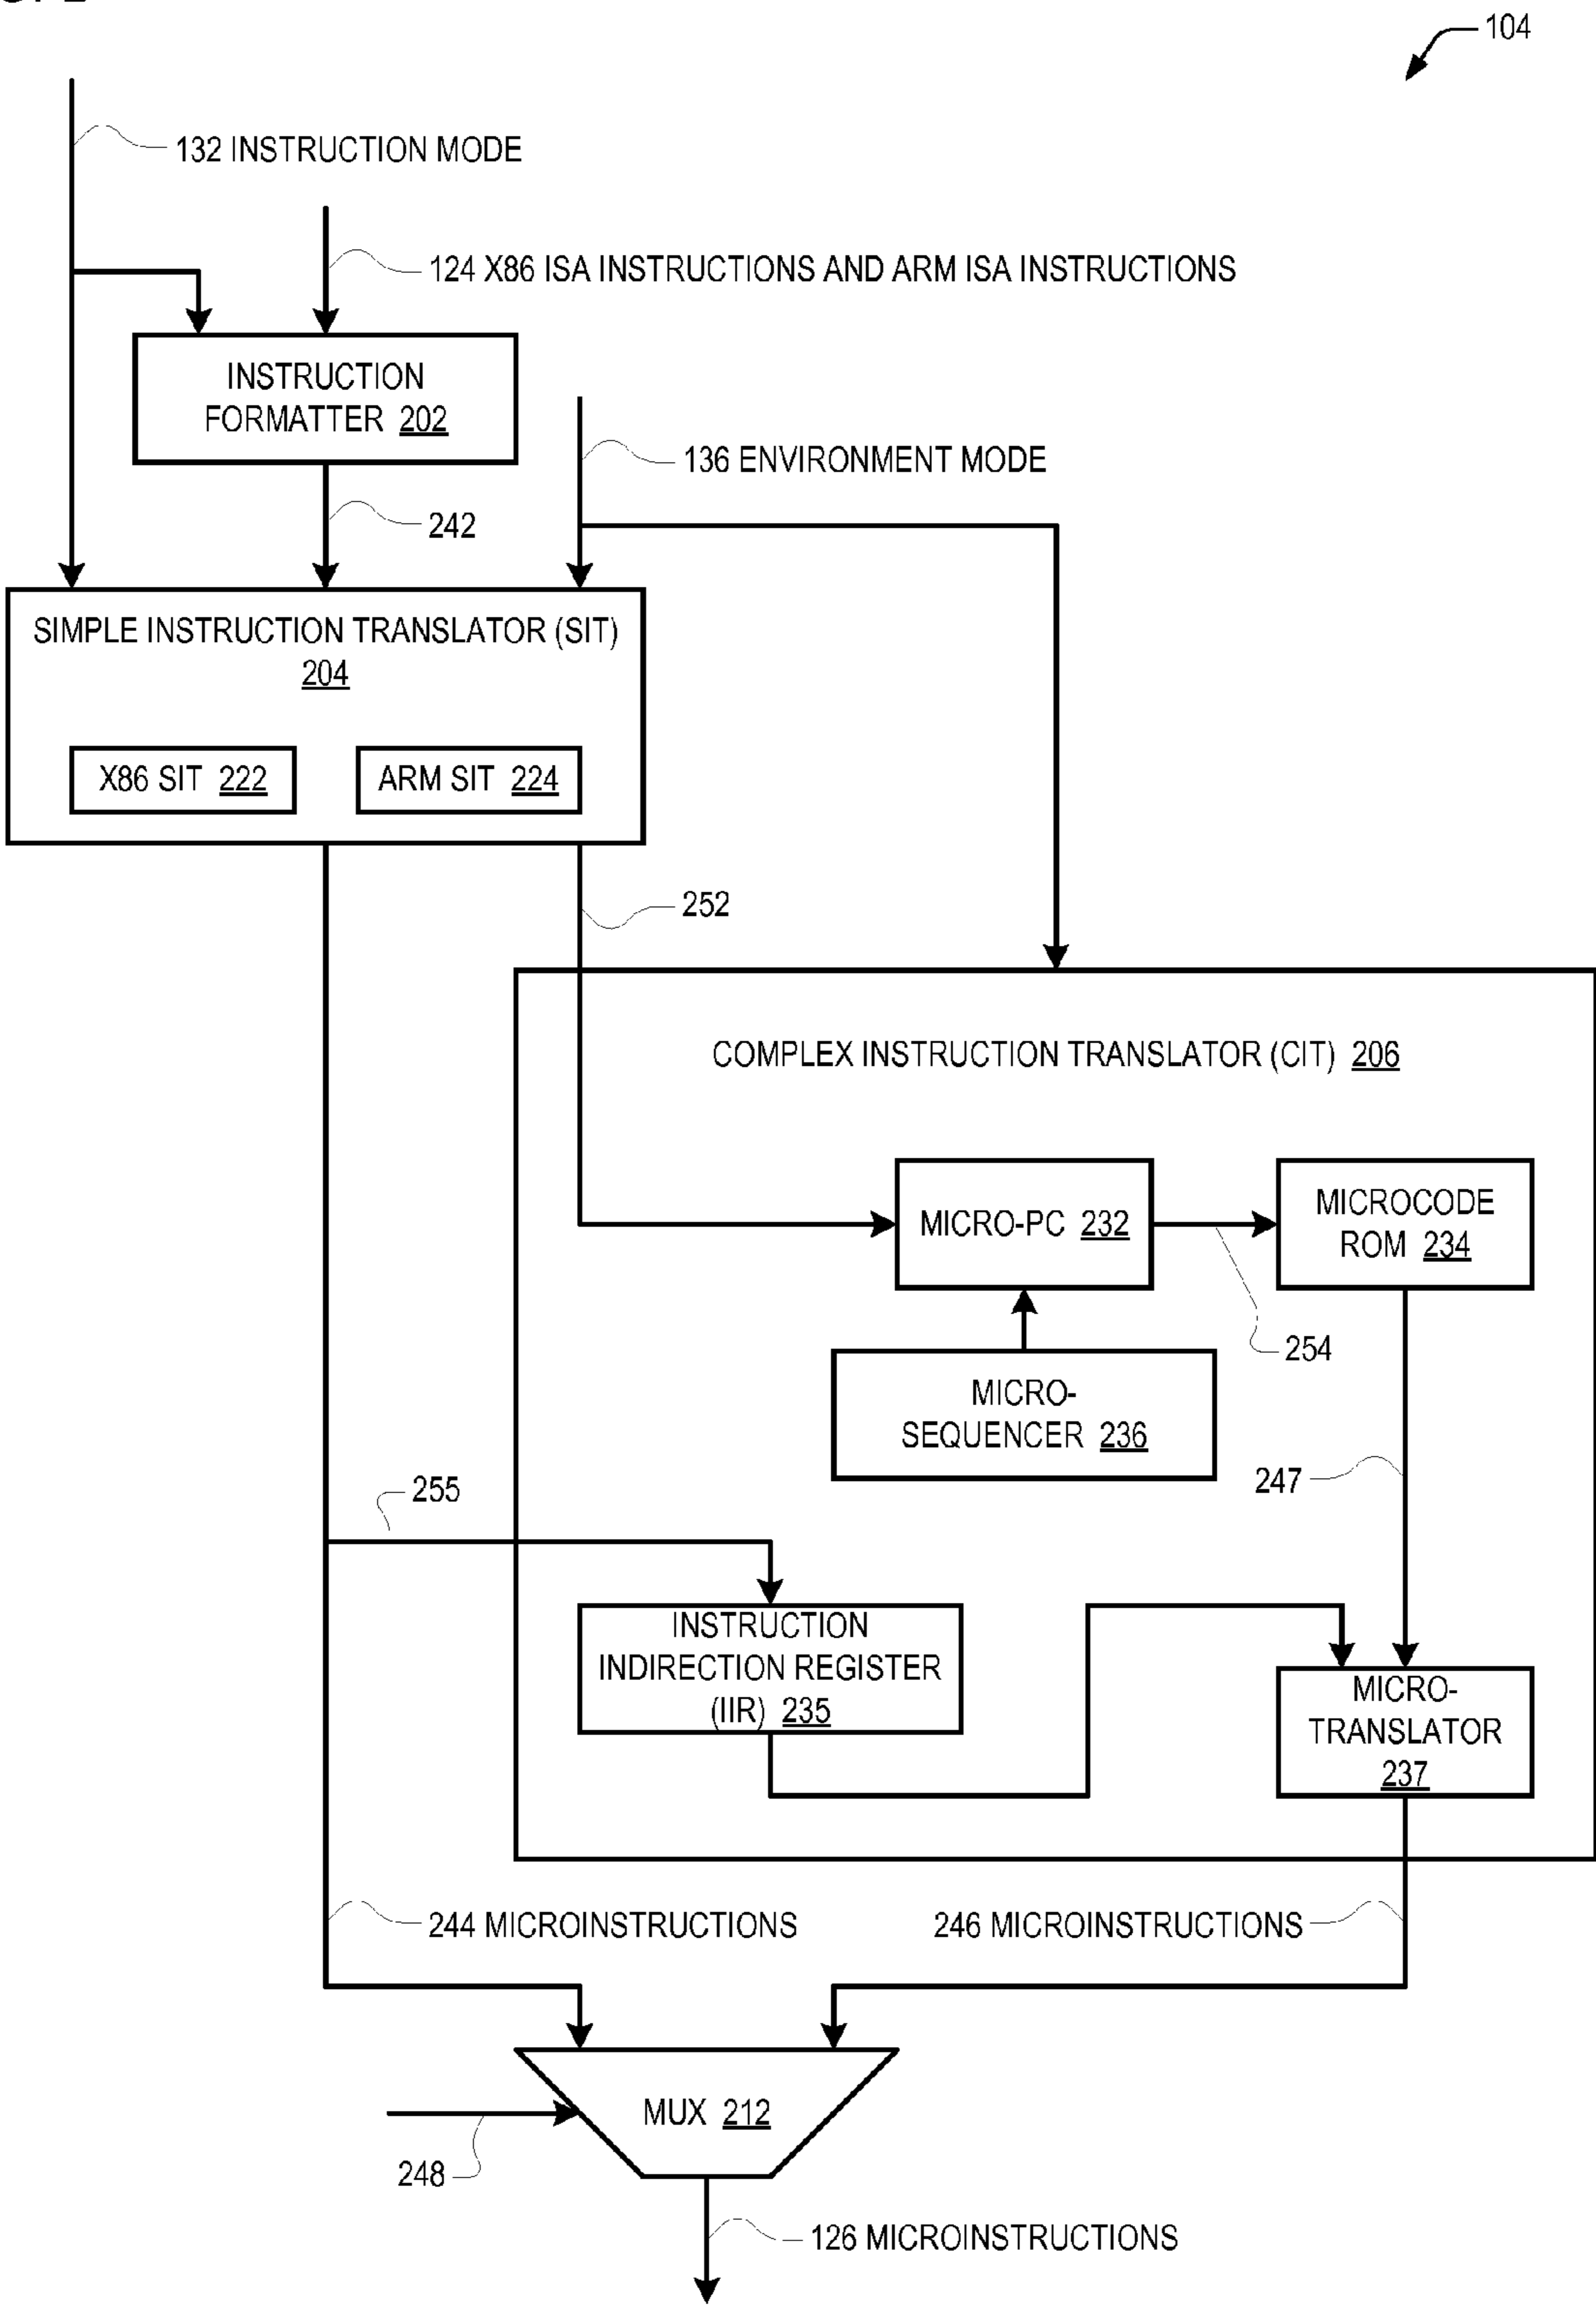 104
132 INSTRUCTION MODE
124 X86 ISA INSTRUCTIONS AND ARM ISA INSTRUCTIONS
INSTRUCTION
FORMATTER 202
136 ENVIRONMENT MODE
242
SIMPLE INSTRUCTION TRANSLATOR (SIT)
204
X86 SIT 222
ARM SIT 224
252
COMPLEX INSTRUCTION TRANSLATOR (CIT) 206
MICRO-PC 232
MICROCODE
ROM 234
254
MICRO-
SEQUENCER 236
247
255
INSTRUCTION
INDIRECTION REGISTER
(IIR) 235
MICRO-
TRANSLATOR
237
244 MICROINSTRUCTIONS
246 MICROINSTRUCTIONS
MUX 212
248
126 MICROINSTRUCTIONS